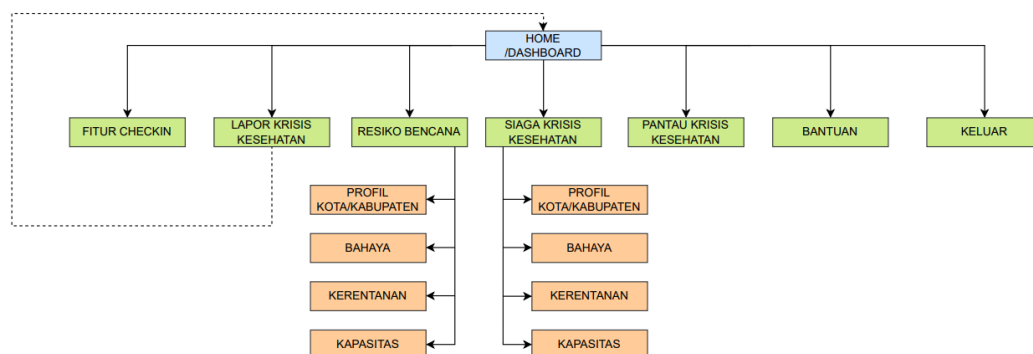 HOME
/DASHBOARD
FITUR CHECKIN
LAPOR KRISIS
KESEHATAN
RESIKO BENCANA
SIAGA KRISIS
KESEHATAN
PANTAU KRISIS
KESEHATAN
BANTUAN
KELUAR
PROFIL
KOTA/KABUPATEN
BAHAYA
KERENTANAN
KAPASITAS
PROFIL
KOTA/KABUPATEN
BAHAYA
KERENTANAN
KAPASITAS